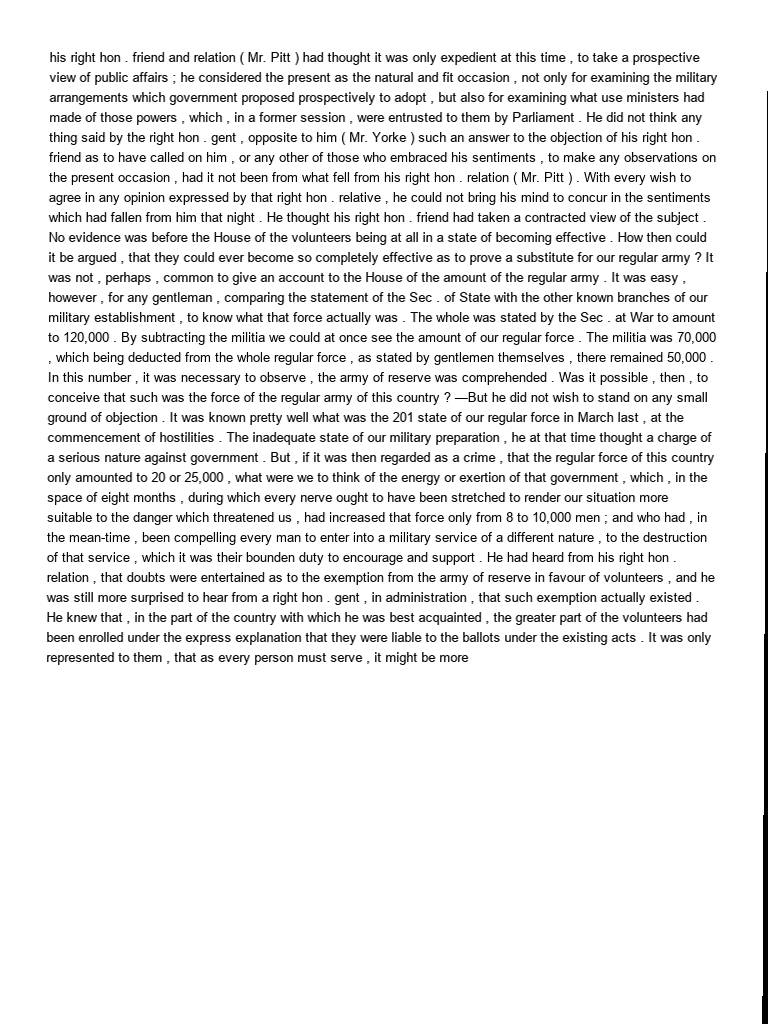 his right hon . friend and relation ( Mr. Pitt ) had thought it was only expedient at this time , to take a prospective
view of public affairs ; he considered the present as the natural and fit occasion , not only for examining the military
arrangements which government proposed prospectively to adopt , but also for examining what use ministers had
made of those powers , which , in a former session , were entrusted to them by Parliament . He did not think any
thing said by the right hon . gent , opposite to him ( Mr. Yorke ) such an answer to the objection of his right hon .
friend as to have called on him , or any other of those who embraced his sentiments , to make any observations on
the present occasion , had it not been from what fell from his right hon . relation ( Mr. Pitt ) . With every wish to
agree in any opinion expressed by that right hon . relative , he could not bring his mind to concur in the sentiments
which had fallen from him that night . He thought his right hon . friend had taken a contracted view of the subject .
No evidence was before the House of the volunteers being at all in a state of becoming effective . How then could
it be argued , that they could ever become so completely effective as to prove a substitute for our regular army ? It
was not , perhaps , common to give an account to the House of the amount of the regular army . It was easy ,
however , for any gentleman , comparing the statement of the Sec . of State with the other known branches of our
military establishment , to know what that force actually was . The whole was stated by the Sec . at War to amount
to 120,000 . By subtracting the militia we could at once see the amount of our regular force . The militia was 70,000
, which being deducted from the whole regular force , as stated by gentlemen themselves , there remained 50,000 .
In this number , it was necessary to observe , the army of reserve was comprehended . Was it possible , then , to
conceive that such was the force of the regular army of this country ? —But he did not wish to stand on any small
ground of objection . It was known pretty well what was the 201 state of our regular force in March last , at the
commencement of hostilities . The inadequate state of our military preparation , he at that time thought a charge of
a serious nature against government . But , if it was then regarded as a crime , that the regular force of this country
only amounted to 20 or 25,000 , what were we to think of the energy or exertion of that government , which , in the
space of eight months , during which every nerve ought to have been stretched to render our situation more
suitable to the danger which threatened us , had increased that force only from 8 to 10,000 men ; and who had , in
the mean-time , been compelling every man to enter into a military service of a different nature , to the destruction
of that service , which it was their bounden duty to encourage and support . He had heard from his right hon .
relation , that doubts were entertained as to the exemption from the army of reserve in favour of volunteers , and he
was still more surprised to hear from a right hon . gent , in administration , that such exemption actually existed .
He knew that , in the part of the country with which he was best acquainted , the greater part of the volunteers had
been enrolled under the express explanation that they were liable to the ballots under the existing acts . It was only
represented to them , that as every person must serve , it might be more